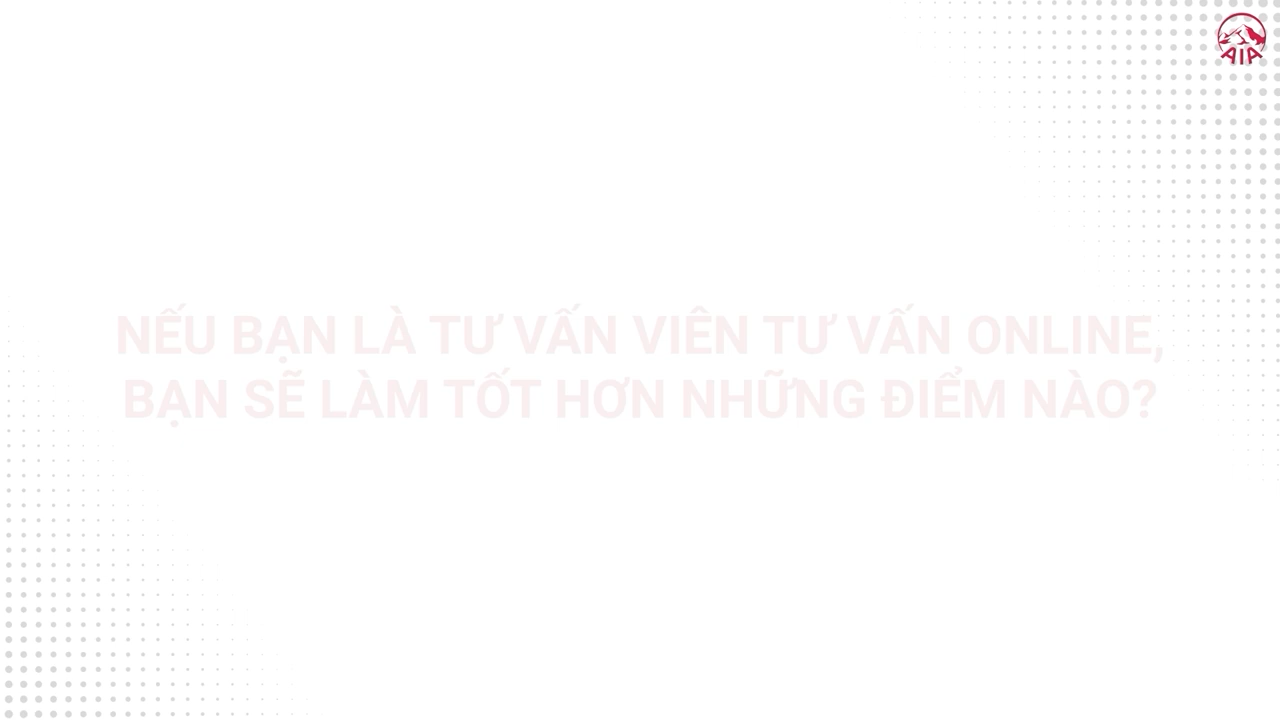 AIA
NẾU BẠN LÀ TƯ VẤN VIÊN TƯ VẤN ONLINE,
BẠN SẼ LÀM TỐT HƠN NHỮNG ĐIỂM NÀO?